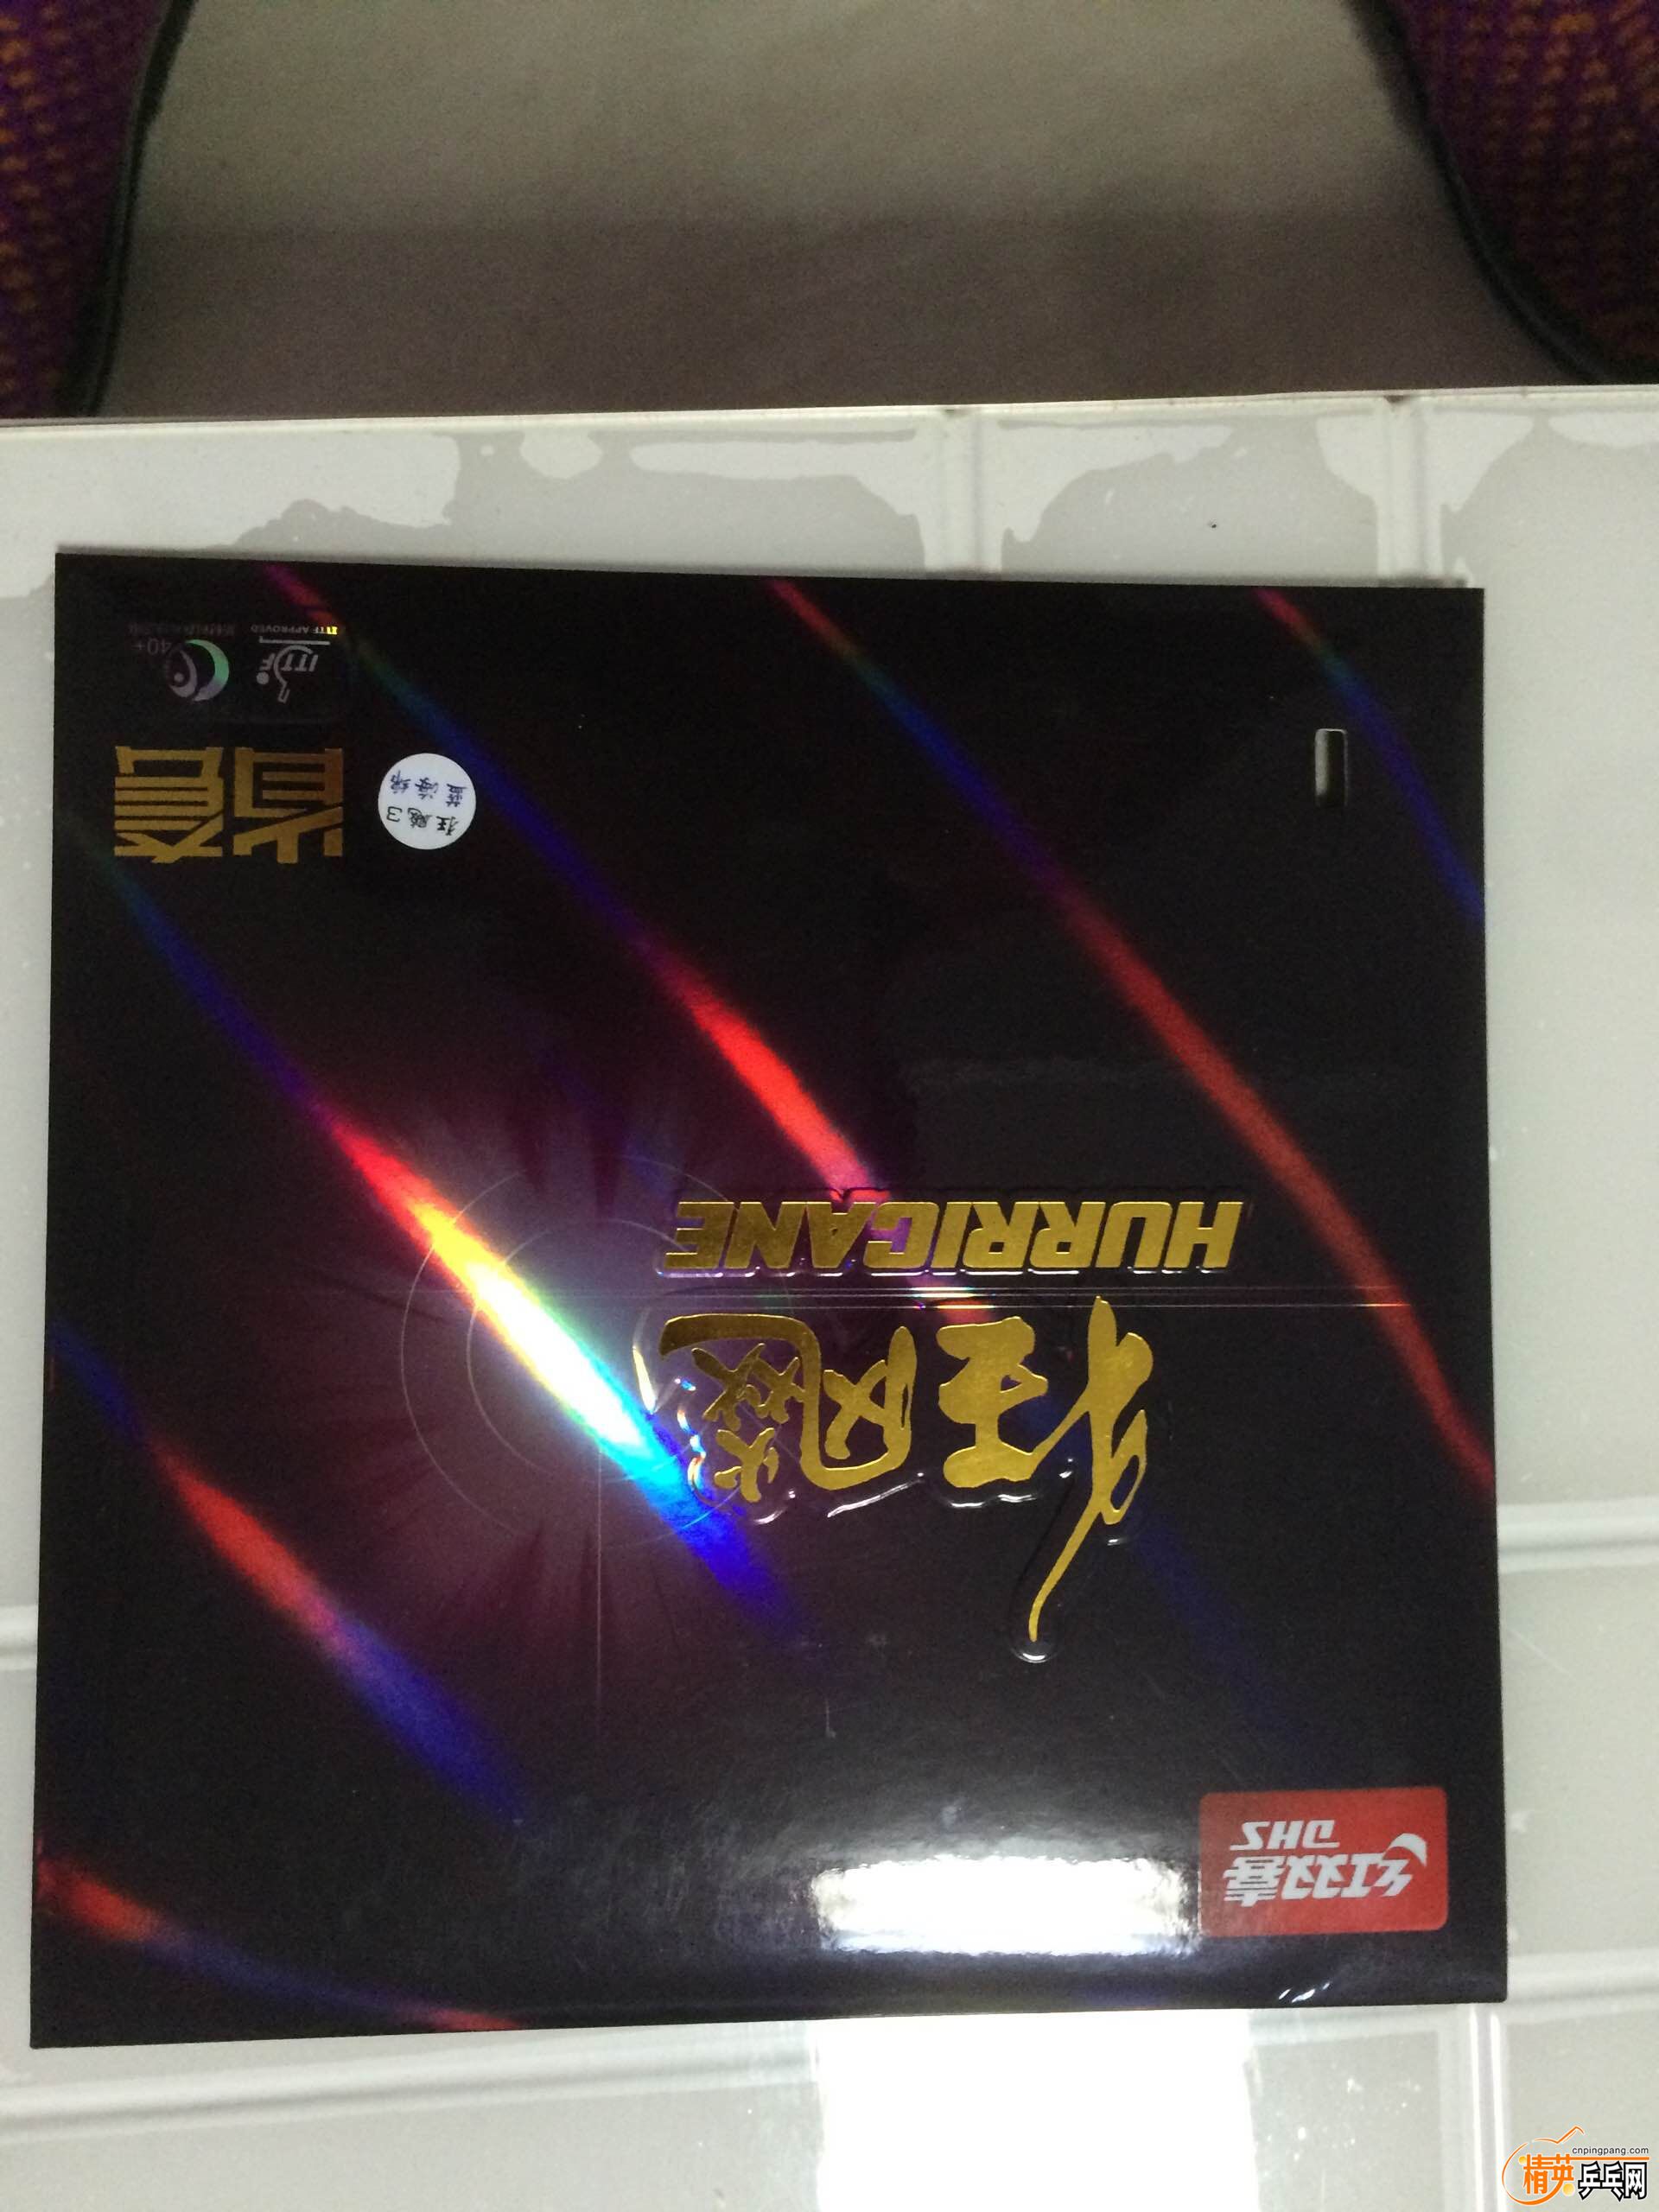 红双喜
DHS
狂飚
HURRICANE
狂飚3
蓝海绵
省套
ITTF
ITTF APPROVED
40+
cnpingpang.com
精英乒乓网